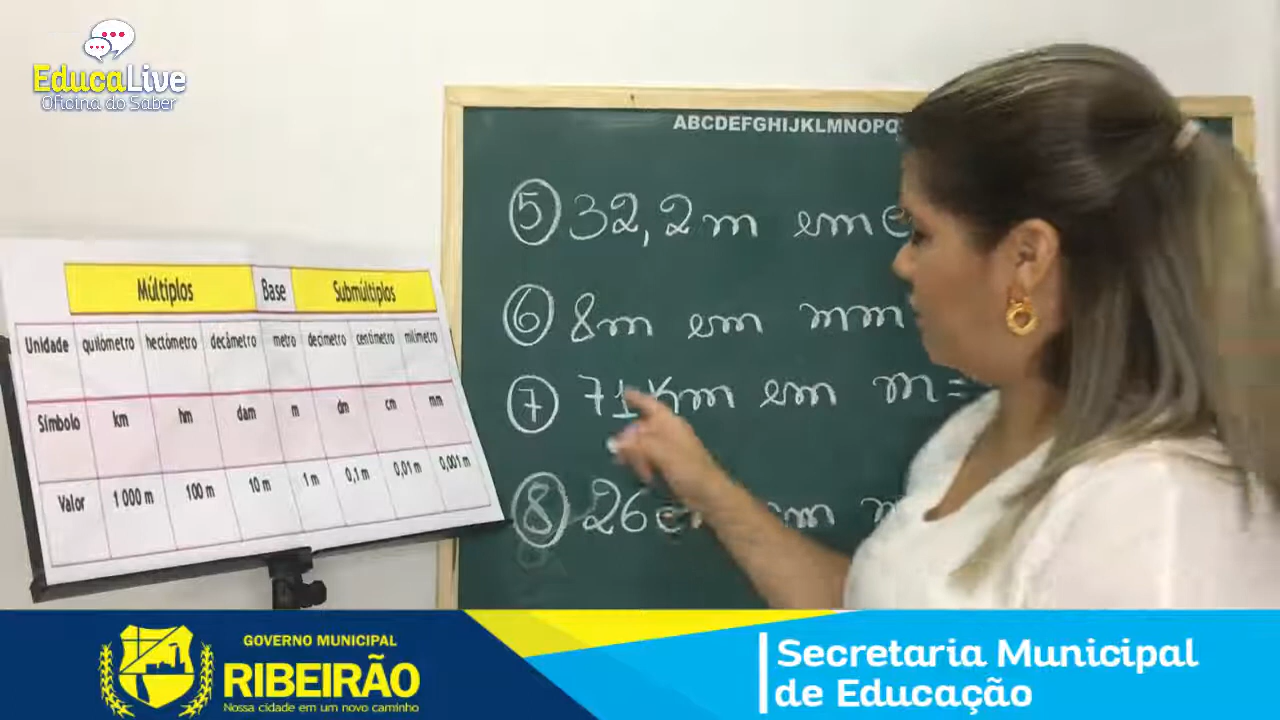 EducaLive
Oficina do Saber
ABCDEFGHIJKLMNOPQ
5 32,2m em
6 8m em mm
7 71Km em m =
8 26
Múltiplos Base Submúltiplos
Unidade quilômetro hectômetro decâmetro metro decímetro centímetro milímetro
Símbolo km hm dam m dm cm mm
Valor 1 000 m 100 m 10 m 1 m 0,1 m 0,01 m 0,001 m
GOVERNO MUNICIPAL
RIBEIRÃO
Nossa cidade em um novo caminho
Secretaria Municipal
de Educação